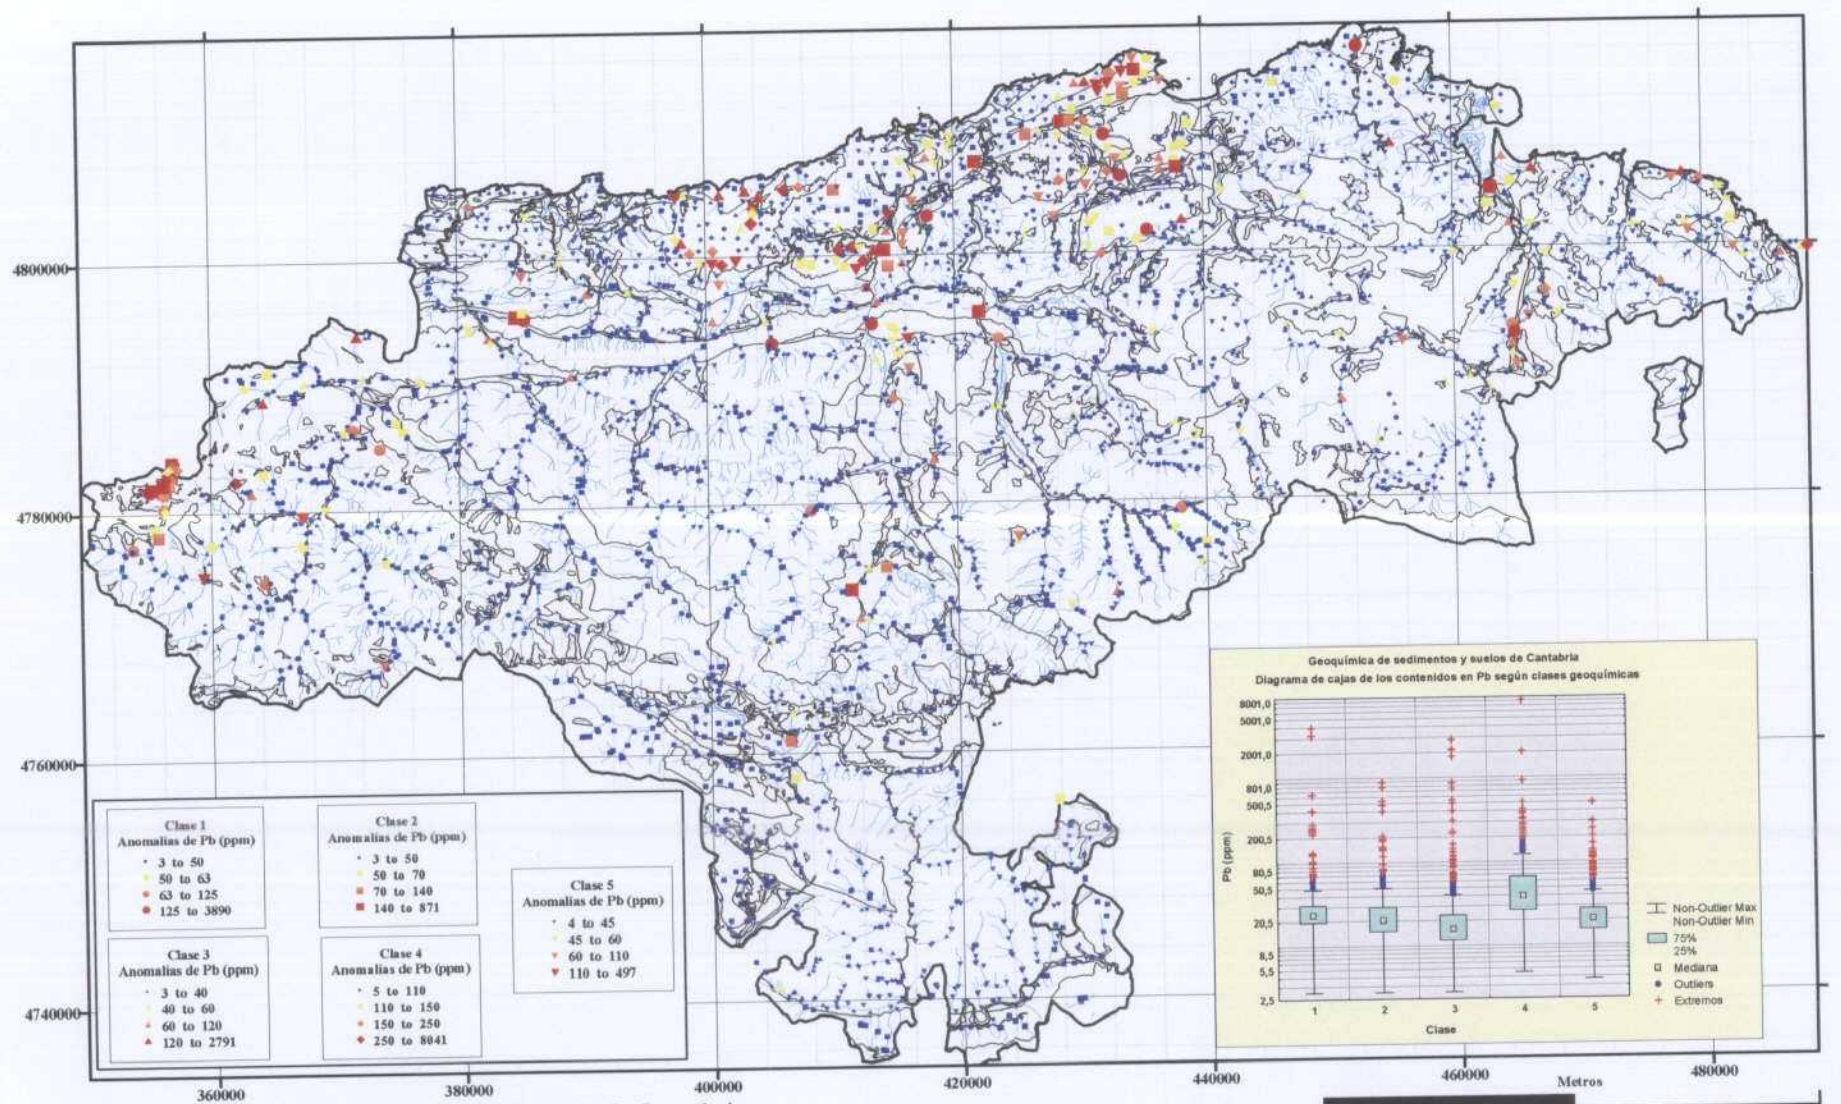 4800000
4780000
4760000
4740000
360000
380000
400000
420000
440000
460000
480000
Metros
Clase 1
Anomalías de Pb (ppm)
3 to 50
50 to 63
63 to 125
125 to 3890
Clase 2
Anomalías de Pb (ppm)
3 to 50
50 to 70
70 to 140
140 to 871
Clase 3
Anomalías de Pb (ppm)
3 to 40
40 to 60
60 to 120
120 to 2791
Clase 4
Anomalías de Pb (ppm)
5 to 110
110 to 150
150 to 250
250 to 8041
Clase 5
Anomalías de Pb (ppm)
4 to 45
45 to 60
60 to 110
110 to 497
Geoquímica de sedimentos y suelos de Cantabria
Diagrama de cajas de los contenidos en Pb según clases geoquímicas
Pb (ppm)
8001,0
5001,0
2001,0
801,0
500,5
200,5
80,5
50,5
20,5
8,5
5,5
2,5
1
2
3
4
5
Clase
Non-Outlier Max
Non-Outlier Min
75%
25%
Mediana
Outliers
Extremos